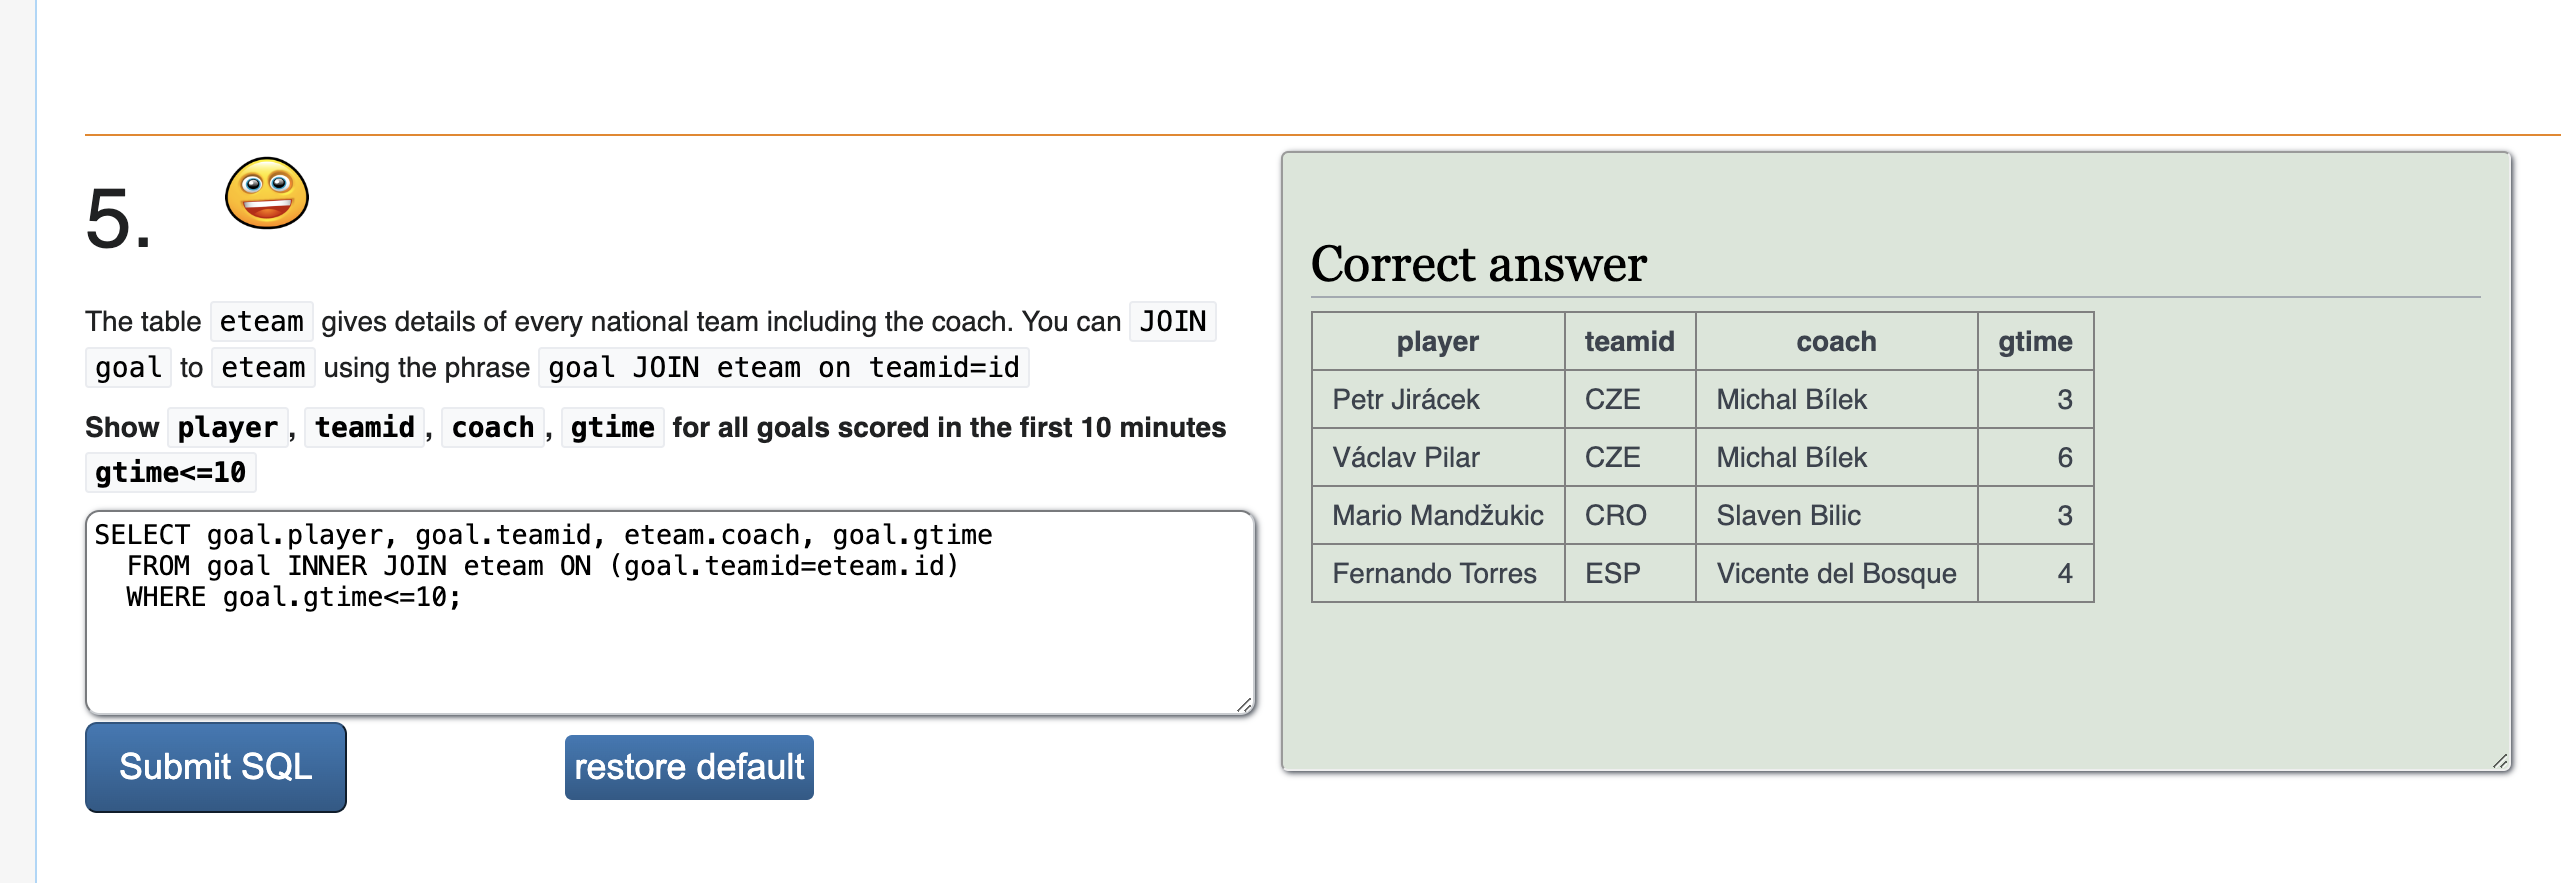 5.
The table eteam gives details of every national team including the coach. You can JOIN
goal to eteam using the phrase goal JOIN eteam on teamid=id
Show player, teamid, coach, gtime for all goals scored in the first 10 minutes
gtime<=10
SELECT goal.player, goal.teamid, eteam.coach, goal.gtime
FROM goal INNER JOIN eteam ON (goal.teamid=eteam.id)
WHERE goal.gtime<=10;
Submit SQL restore default
Correct answer
player teamid coach gtime
Petr Jirácek CZE Michal Bílek 3
Václav Pilar CZE Michal Bílek 6
Mario Mandžukic CRO Slaven Bilic 3
Fernando Torres ESP Vicente del Bosque 4